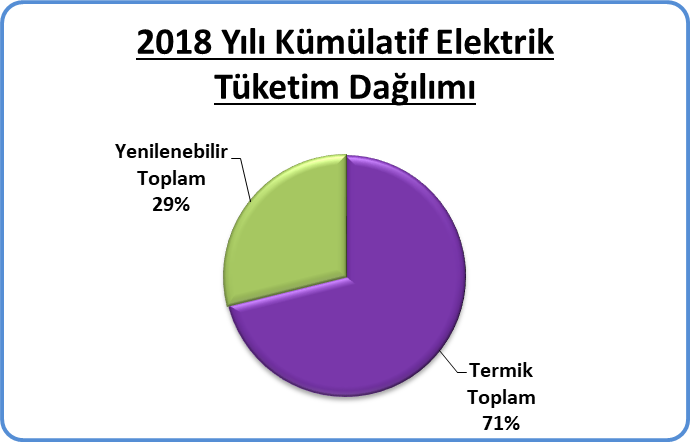 2018 Yılı Kümülatif Elektrik
Tüketim Dağılımı
Yenilenebilir
Toplam
29%
Termik
Toplam
71%